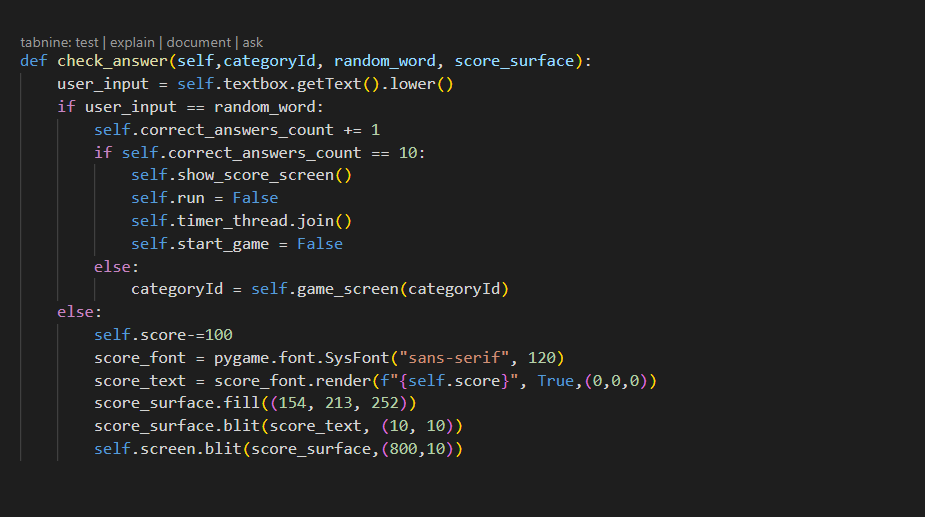 tabnine: test | explain | document | ask
def check_answer(self,categoryId, random_word, score_surface):
    user_input = self.textbox.getText().lower()
    if user_input == random_word:
        self.correct_answers_count += 1
        if self.correct_answers_count == 10:
            self.show_score_screen()
            self.run = False
            self.timer_thread.join()
            self.start_game = False
        else:
            categoryId = self.game_screen(categoryId)
    else:
        self.score-=100
        score_font = pygame.font.SysFont("sans-serif", 120)
        score_text = score_font.render(f"{self.score}", True,(0,0,0))
        score_surface.fill((154, 213, 252))
        score_surface.blit(score_text, (10, 10))
        self.screen.blit(score_surface,(800,10))